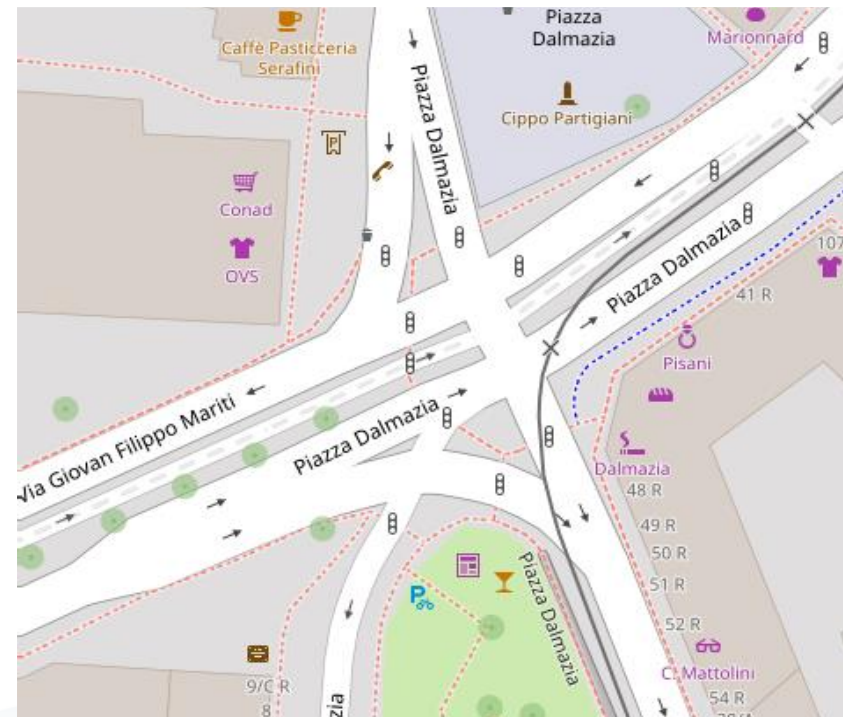 Caffè Pasticceria
Serafini
Piazza
Dalmazia
Marionnard
Piazza Dalmazia
Cippo Partigiani
P
Conad
OVS
Piazza Dalmazia
107
41 R
Pisani
Via Giovan Filippo Mariti
Piazza Dalmazia
Dalmazia
48 R
49 R
50 R
51 R
52 R
P
Piazza Dalmazia
C. Mattolini
54 R
9/C R
8
zia